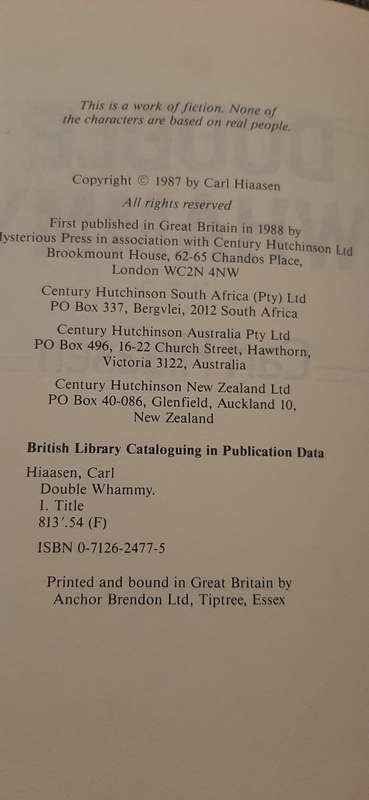 This is a work of fiction. None of
the characters are based on real people.
Copyright © 1987 by Carl Hiaasen
All rights reserved
First published in Great Britain in 1988 by
Mysterious Press in association with Century Hutchinson Ltd
Brookmount House, 62-65 Chandos Place,
London WC2N 4NW
Century Hutchinson South Africa (Pty) Ltd
PO Box 337, Bergvlei, 2012 South Africa
Century Hutchinson Australia Pty Ltd
PO Box 496, 16-22 Church Street, Hawthorn,
Victoria 3122, Australia
Century Hutchinson New Zealand Ltd
PO Box 40-086, Glenfield, Auckland 10,
New Zealand
British Library Cataloguing in Publication Data
Hiaasen, Carl
Double Whammy.
I. Title
813'.54 (F)
ISBN 0-7126-2477-5
Printed and bound in Great Britain by
Anchor Brendon Ltd, Tiptree, Essex